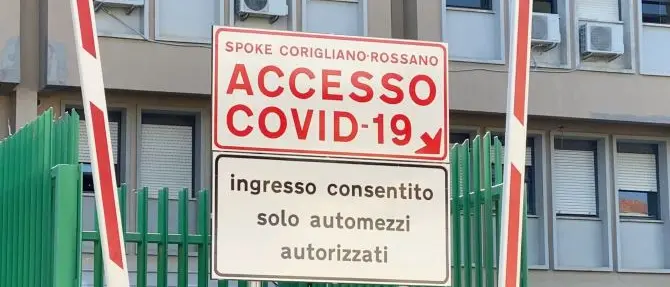 SPOKE CORIGLIANO-ROSSANO
ACCESSO
COVID-19
ingresso consentito
solo automezzi
autorizzati